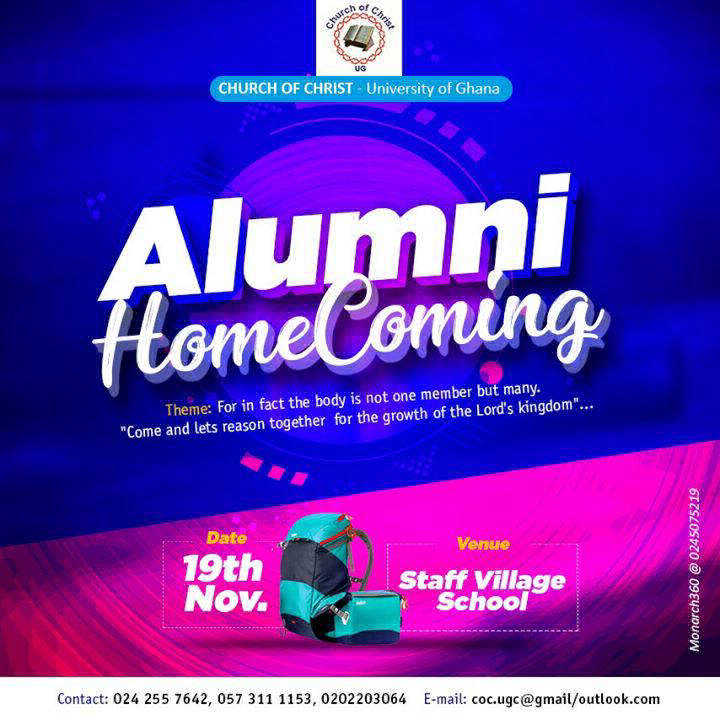 Church of Christ
UG
CHURCH OF CHRIST - University of Ghana
Alumni
HomeComing
Theme: For in fact the body is not one member but many.
"Come and lets reason together for the growth of the Lord's kingdom"...
Date
19th
Nov.
Venue
Staff Village
School
Monarch360 @ 0245075219
Contact: 024 255 7642, 057 311 1153, 0202203064 E-mail: coc.ugc@gmail/outlook.com